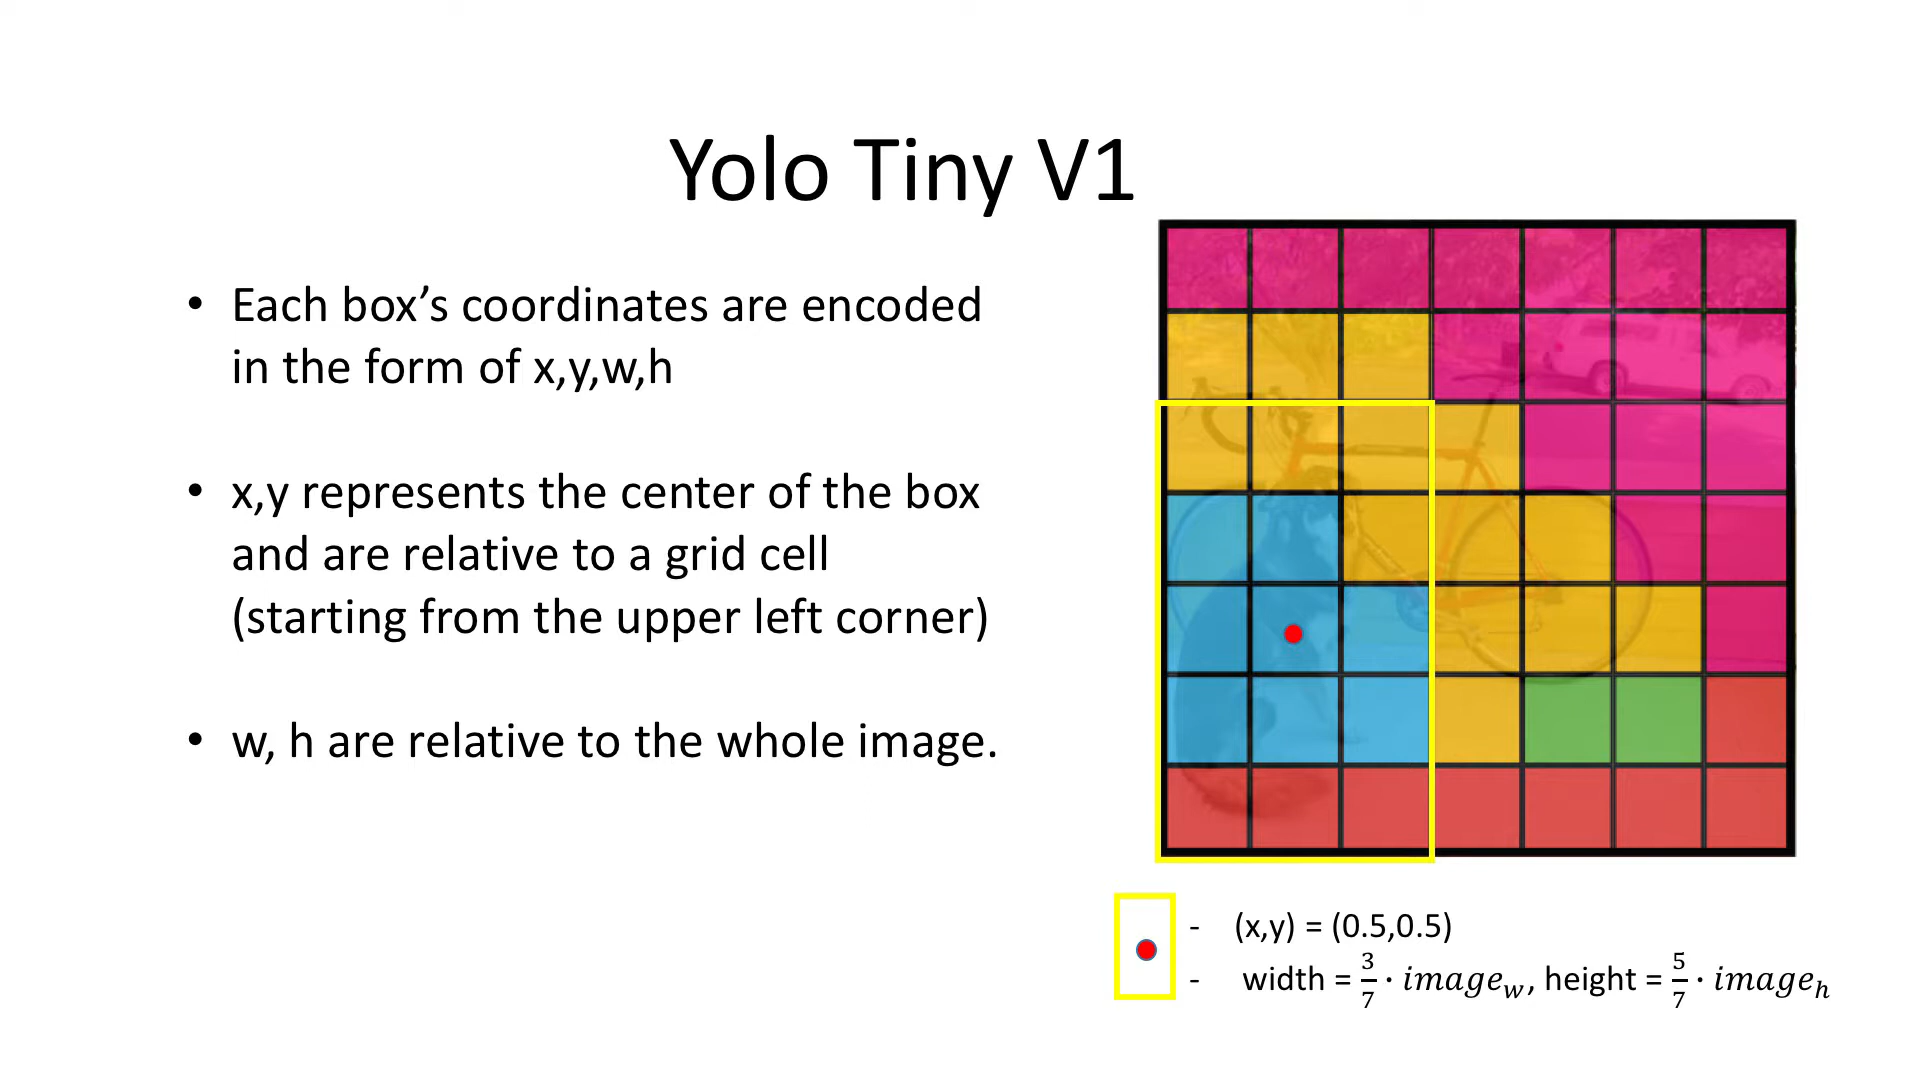 Yolo Tiny V1
• Each box’s coordinates are encoded
in the form of x,y,w,h
• x,y represents the center of the box
and are relative to a grid cell
(starting from the upper left corner)
• w, h are relative to the whole image.
- (x,y) = (0.5,0.5)
- width = 3/7 · image_w, height = 5/7 · image_h